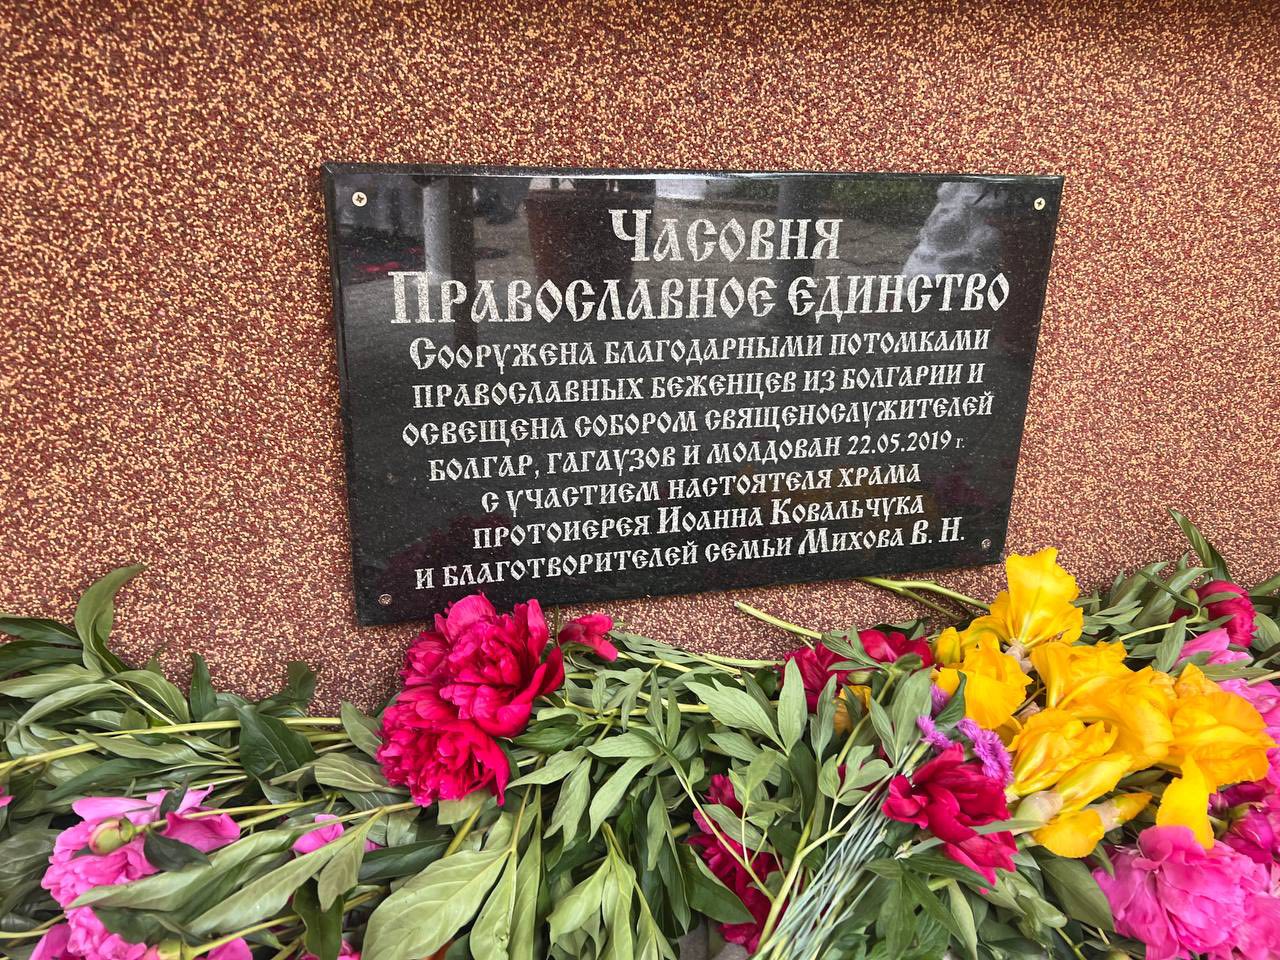 Часовня
Православное единство
Сооружена благодарными потомками
православных беженцев из Болгарии и
освещена собором священослужителей
болгар, гагаузов и молдован 22.05.2019 г.
с участием настоятеля храма
протоиерея Иоанна Ковальчука
и благотворителей семьи Михова В. Н.